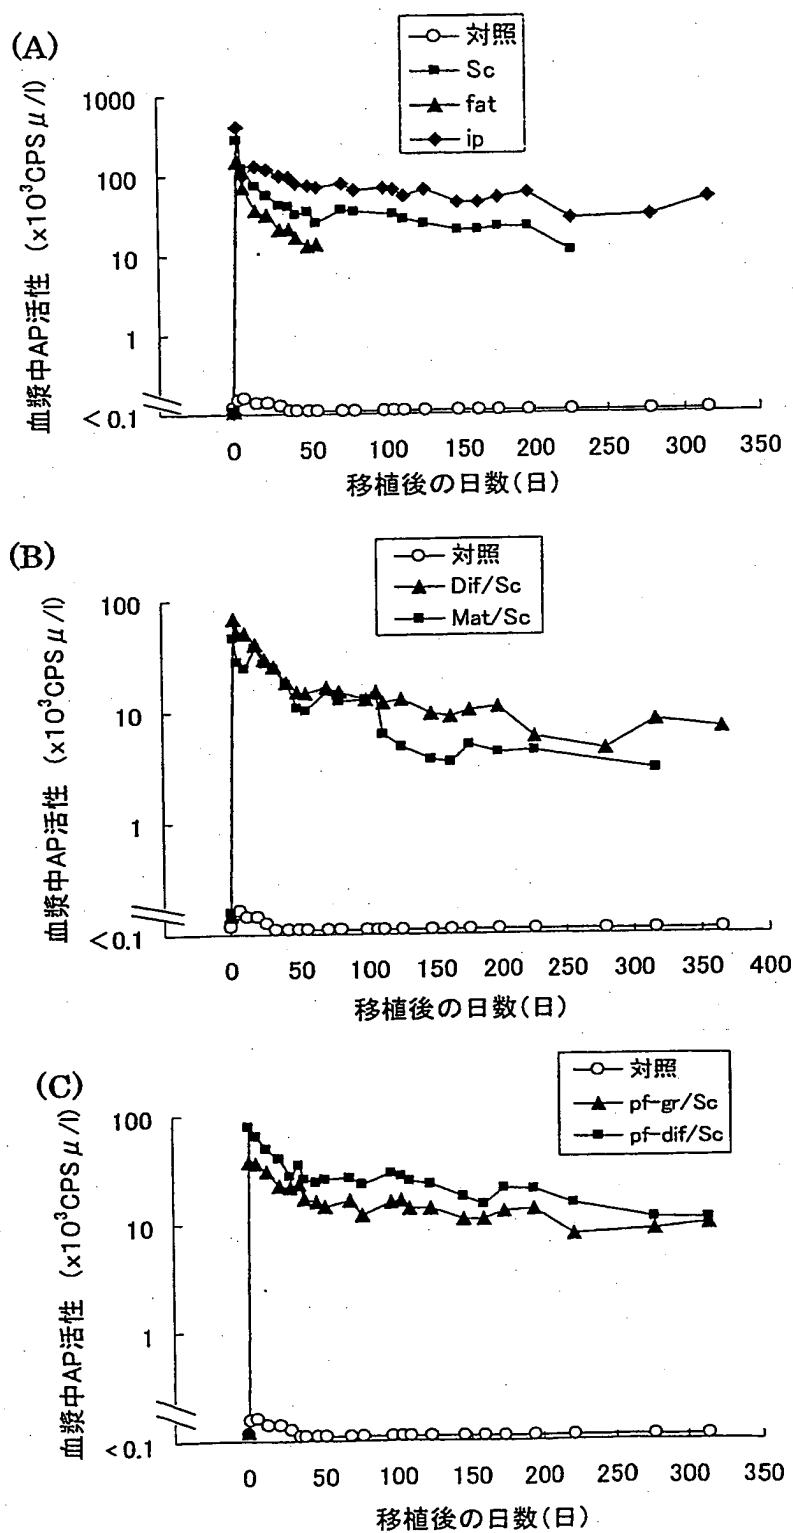 (A)
対照
Sc
fat
ip
血漿中AP活性 (x10³CPSμ/l)
1000
100
10
1
<0.1
0 50 100 150 200 250 300 350
移植後の日数(日)
(B)
対照
Dif/Sc
Mat/Sc
血漿中AP活性 (x10³CPSμ/l)
100
10
1
<0.1
0 50 100 150 200 250 300 350 400
移植後の日数(日)
(C)
対照
pf-gr/Sc
pf-dif/Sc
血漿中AP活性 (x10³CPSμ/l)
100
10
1
<0.1
0 50 100 150 200 250 300 350
移植後の日数(日)